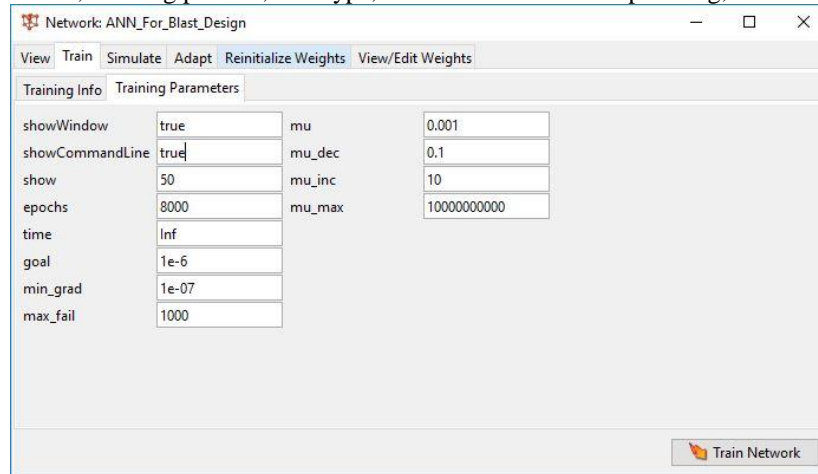 Network: ANN_For_Blast_Design
View Train Simulate Adapt Reinitialize Weights View/Edit Weights
Training Info Training Parameters
showWindow true mu 0.001
showCommandLine true mu_dec 0.1
show 50 mu_inc 10
epochs 8000 mu_max 10000000000
time Inf
goal 1e-6
min_grad 1e-07
max_fail 1000
Train Network